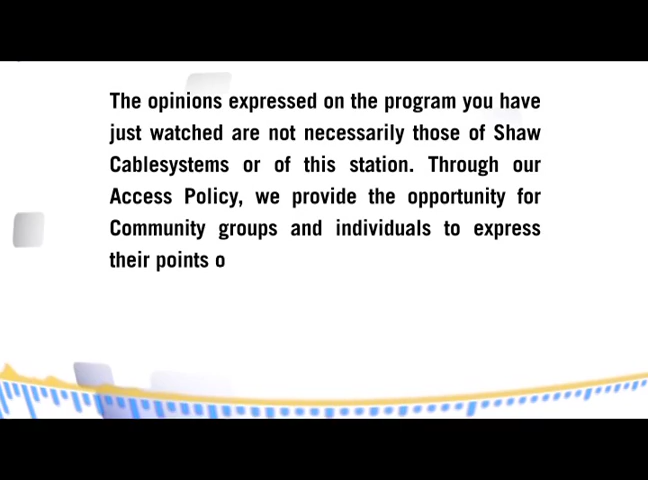 The opinions expressed on the program you have
just watched are not necessarily those of Shaw
Cablesystems or of this station. Through our
Access Policy, we provide the opportunity for
Community groups and individuals to express
their points o